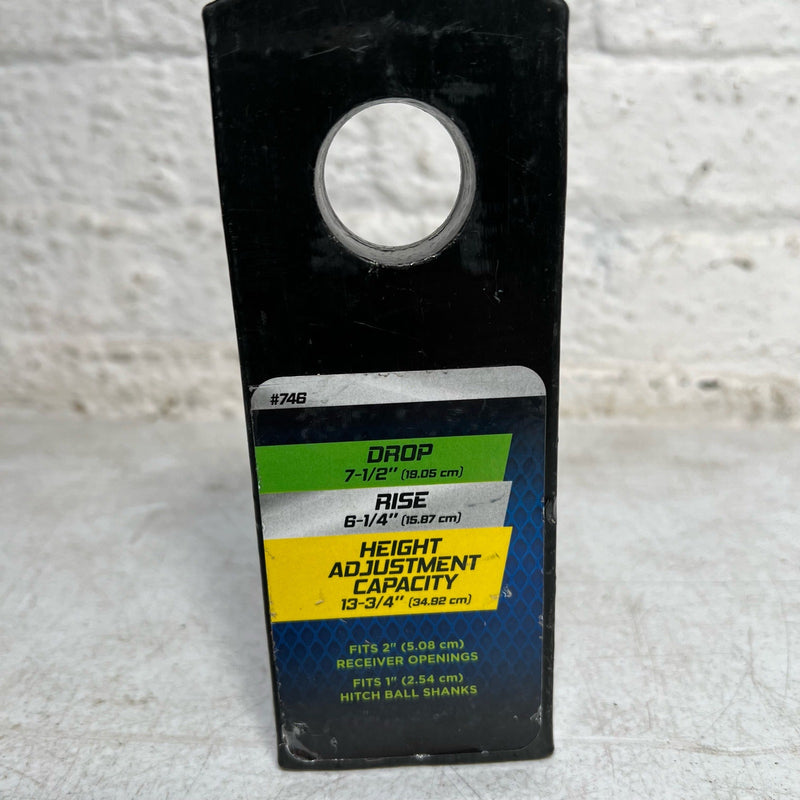 #746
DROP
7-1/2" (19.05 cm)
RISE
6-1/4" (15.87 cm)
HEIGHT
ADJUSTMENT
CAPACITY
13-3/4" (34.92 cm)
FITS 2" (5.08 cm)
RECEIVER OPENINGS
FITS 1" (2.54 cm)
HITCH BALL SHANKS